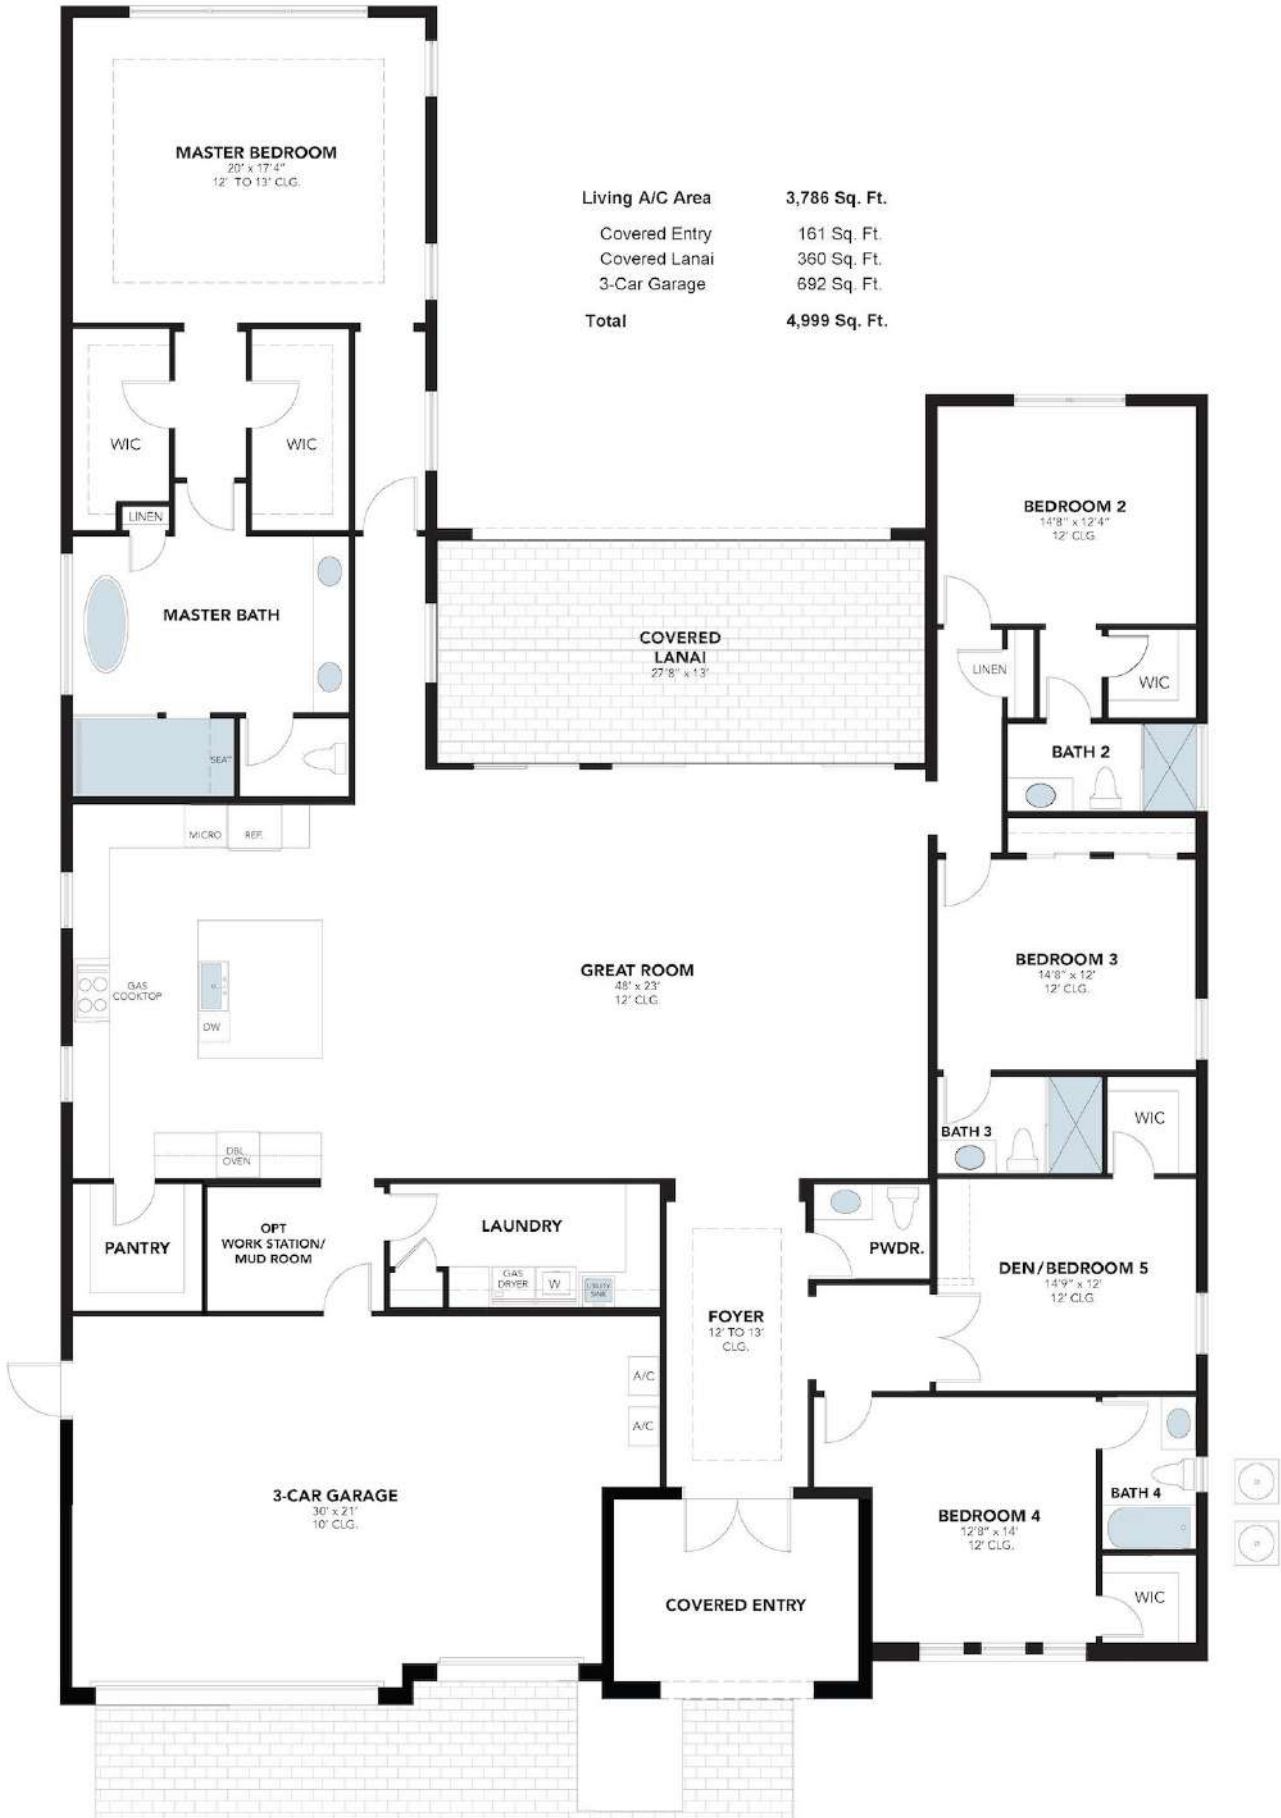 MASTER BEDROOM
20' x 17'4"
12' TO 13' CLG.
Living A/C Area 3,786 Sq. Ft.
Covered Entry 161 Sq. Ft.
Covered Lanai 360 Sq. Ft.
3-Car Garage 692 Sq. Ft.
Total 4,999 Sq. Ft.
WIC
WIC
LINEN
MASTER BATH
SEAT
COVERED
LANAI
27'8" x 13'
BEDROOM 2
14'8" x 12'4"
12' CLG.
LINEN
WIC
BATH 2
MICRO
REF.
GAS
COOKTOP
DW
DBL
OVEN
GREAT ROOM
48' x 23'
12' CLG.
BEDROOM 3
14'8" x 12'
12' CLG.
BATH 3
WIC
PANTRY
OPT
WORK STATION/
MUD ROOM
LAUNDRY
GAS
DRYER
W
UTILITY
SINK
PWDR.
FOYER
12' TO 13'
CLG.
DEN/BEDROOM 5
14'9" x 12'
12' CLG
A/C
A/C
3-CAR GARAGE
30' x 21'
10' CLG.
COVERED ENTRY
BEDROOM 4
12'8" x 14'
12' CLG.
BATH 4
WIC